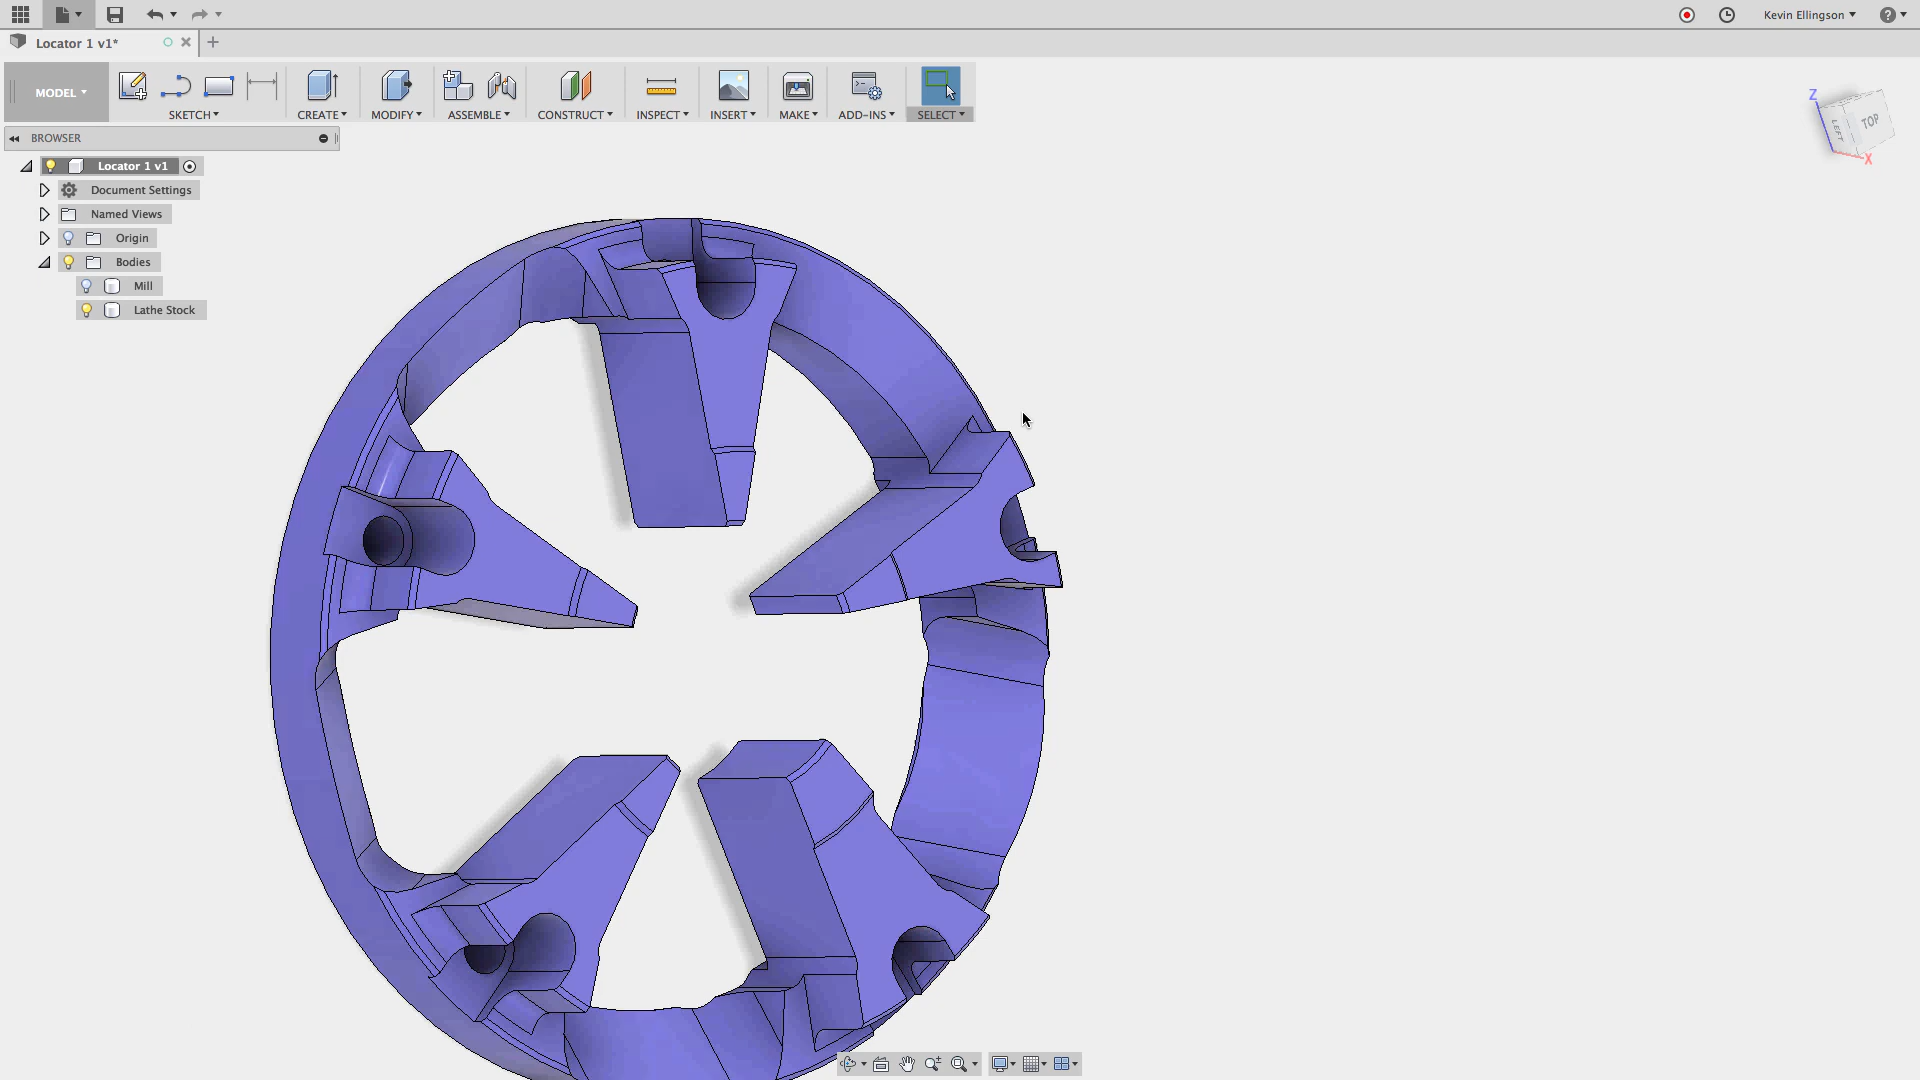 Kevin Ellingson
Locator 1 v1*
MODEL
SKETCH
CREATE
MODIFY
ASSEMBLE
CONSTRUCT
INSPECT
INSERT
MAKE
ADD-INS
SELECT
BROWSER
Locator 1 v1
Document Settings
Named Views
Origin
Bodies
Mill
Lathe Stock
Z
LEFT
TOP
X